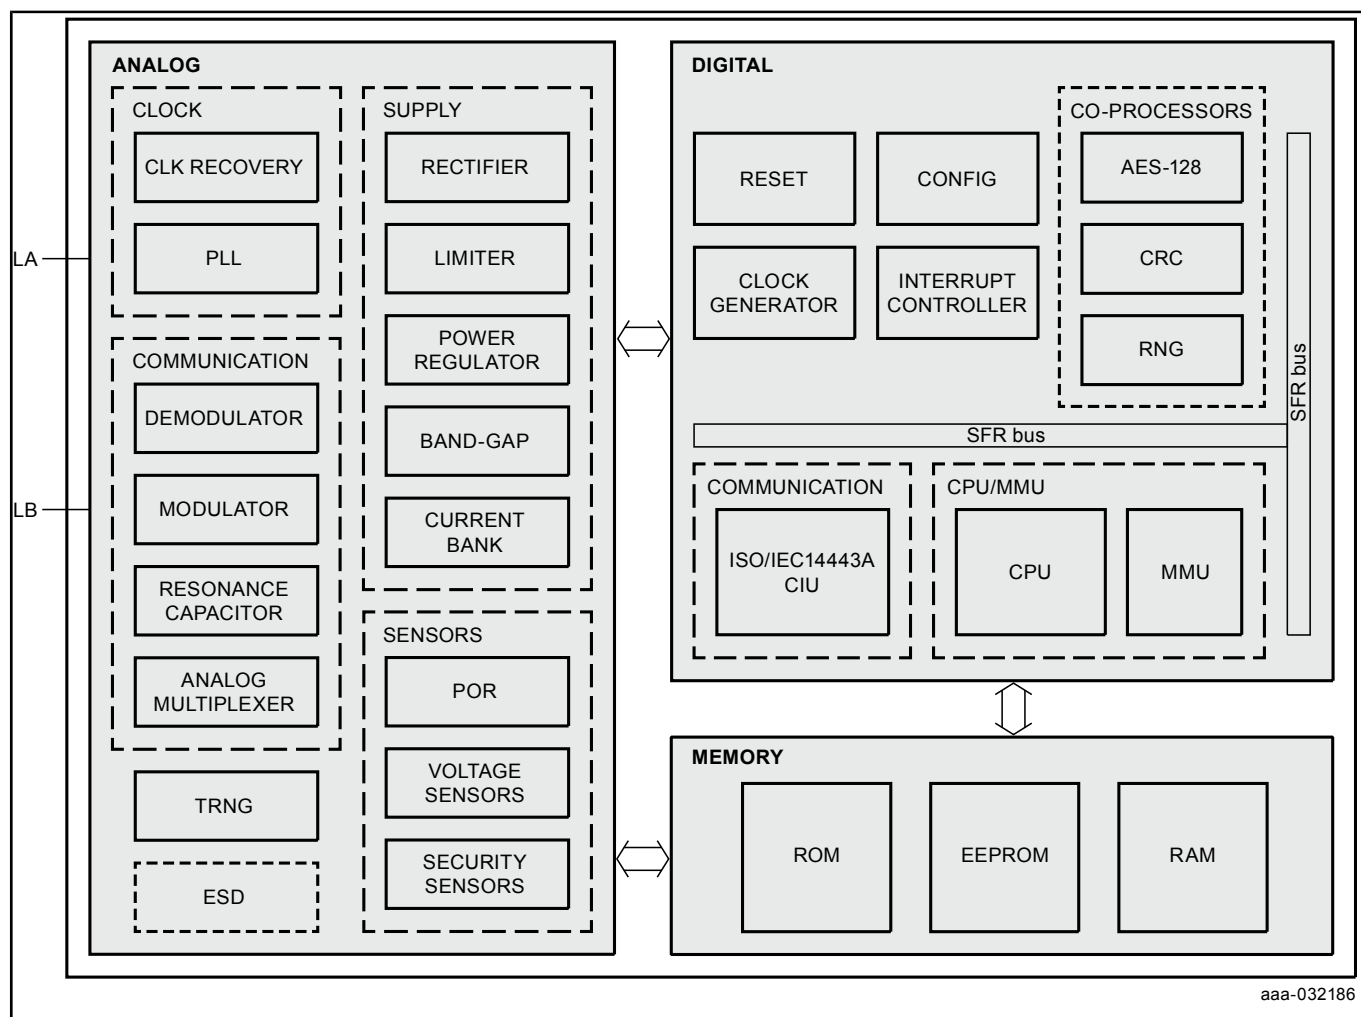 LA
LB
ANALOG
CLOCK
CLK RECOVERY
PLL
COMMUNICATION
DEMODULATOR
MODULATOR
RESONANCE
CAPACITOR
ANALOG
MULTIPLEXER
TRNG
ESD
SUPPLY
RECTIFIER
LIMITER
POWER
REGULATOR
BAND-GAP
CURRENT
BANK
SENSORS
POR
VOLTAGE
SENSORS
SECURITY
SENSORS
DIGITAL
RESET
CONFIG
CLOCK
GENERATOR
INTERRUPT
CONTROLLER
CO-PROCESSORS
AES-128
CRC
RNG
SFR bus
SFR bus
COMMUNICATION
ISO/IEC14443A
CIU
CPU/MMU
CPU
MMU
MEMORY
ROM
EEPROM
RAM
aaa-032186